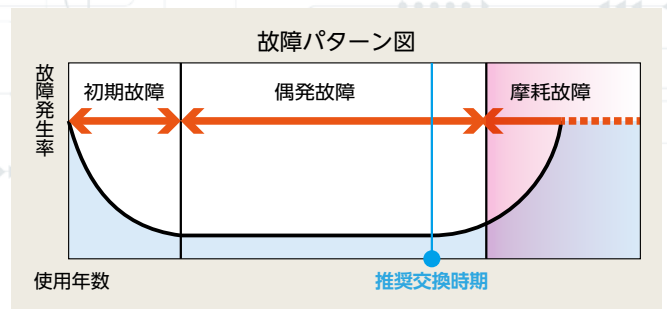 故障パターン図
故障発生率
初期故障
偶発故障
摩耗故障
使用年数
推奨交換時期